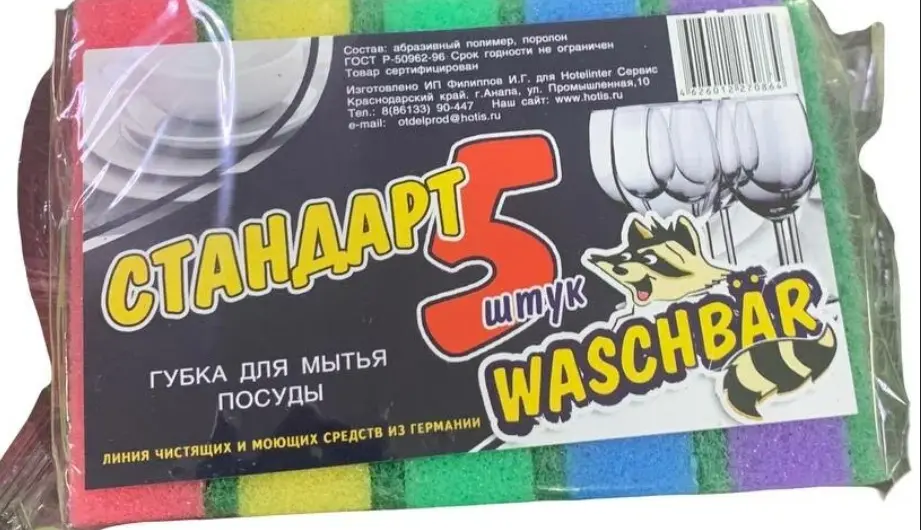 Состав: абразивный полимер, поролон
ГОСТ Р-50962-96 Срок годности не ограничен
Товар сертифицирован
Изготовлено ИП Филиппов И.Г. для Hotelinter Сервис
Краснодарский край. г.Анапа, ул. Промышленная,10
Тел.: 8(86133) 90-447 Наш сайт: www.hotis.ru
e-mail: otdelprod@hotis.ru
4626012270864
СТАНДАРТ
5
штук
WASCHBÄR
ГУБКА ДЛЯ МЫТЬЯ
ПОСУДЫ
ЛИНИЯ ЧИСТЯЩИХ И МОЮЩИХ СРЕДСТВ ИЗ ГЕРМАНИИ